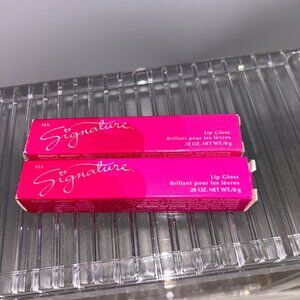 MK
Signature
Lip Gloss
Brillant pour les lèvres
.28 OZ. NET WT./8 g
MK
Signature
Lip Gloss
Brillant pour les lèvres
.28 OZ. NET WT./8 g